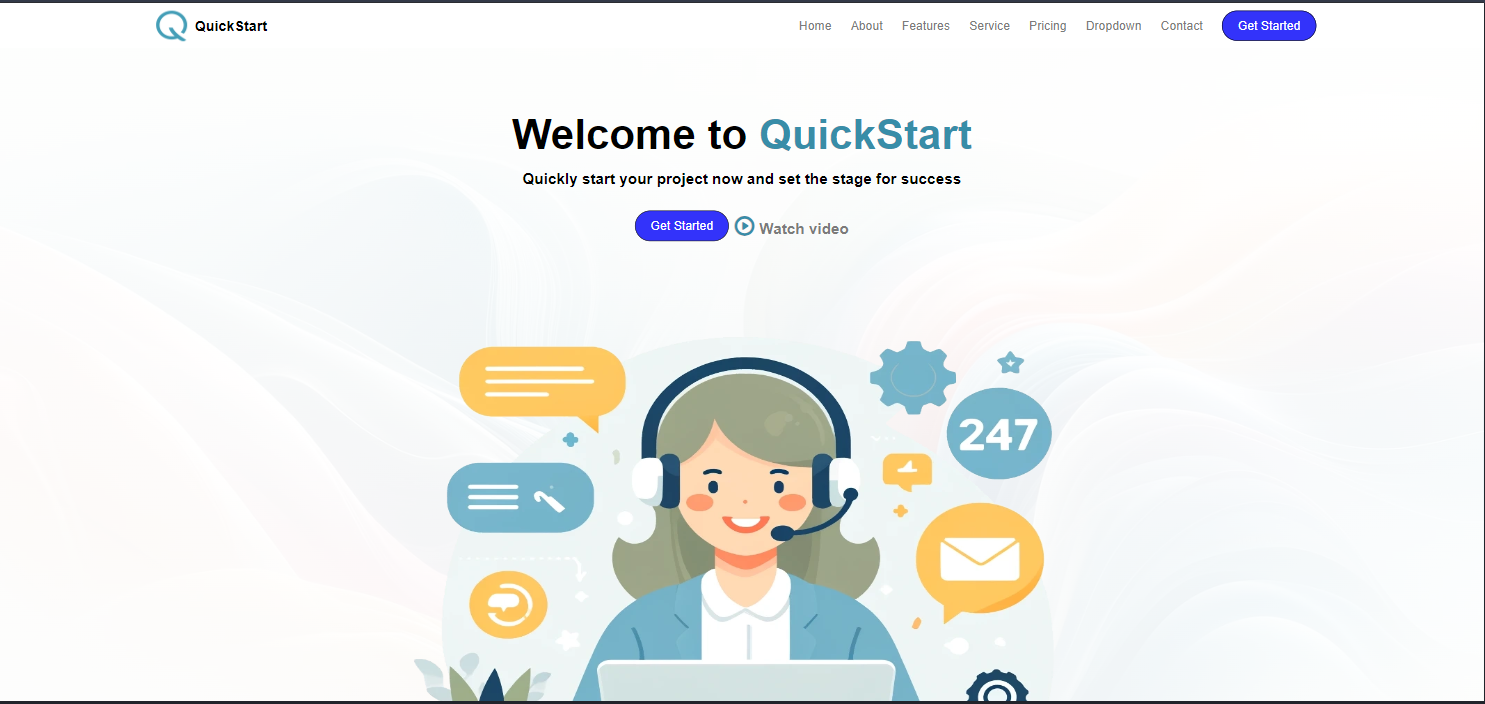 QuickStart
Home About Features Service Pricing Dropdown Contact Get Started
Welcome to QuickStart
Quickly start your project now and set the stage for success
Get Started Watch video
247